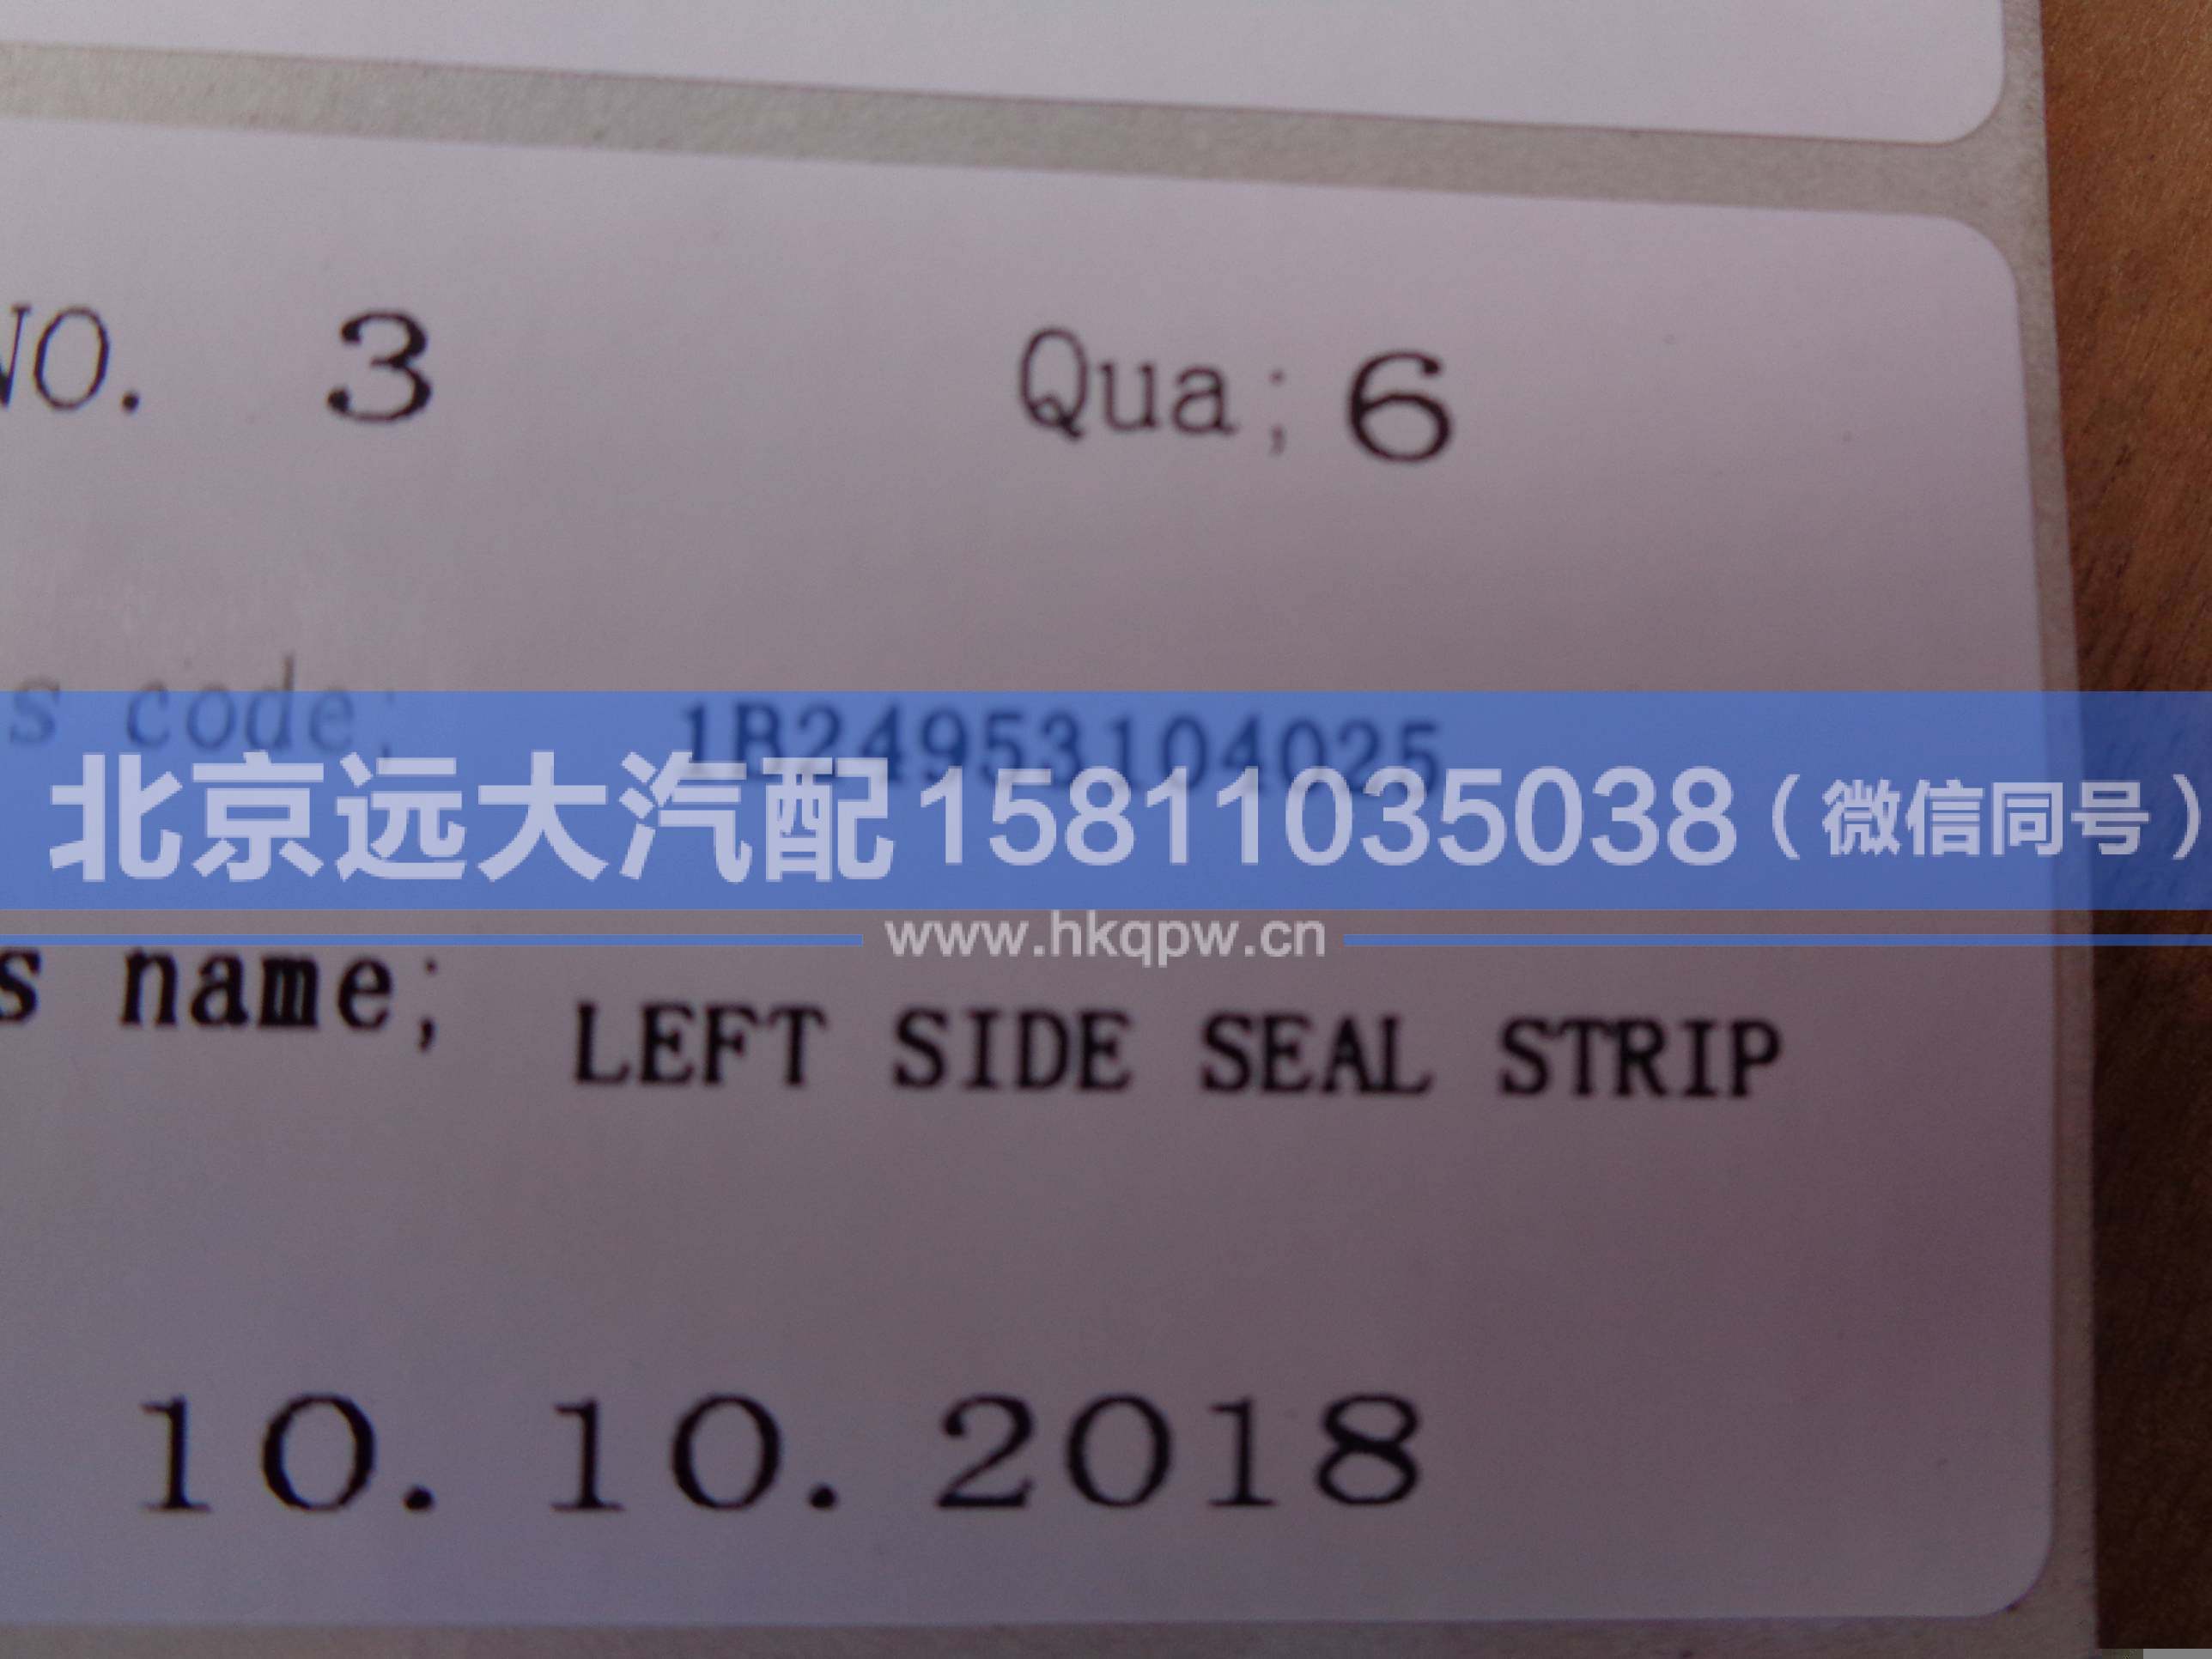 NO. 3 Qua; 6
s code; 1B24953104025
北京远大汽配15811035038（微信同号）
www.hkqpw.cn
s name; LEFT SIDE SEAL STRIP
10. 10. 2018